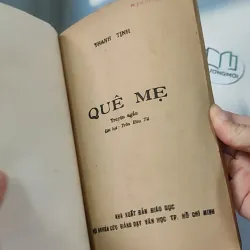 THANH TỊNH
QUÊ MẸ
Truyện ngắn
NHÀ XUẤT BẢN GIÁO DỤC
HỘI NGHIÊN CỨU GIẢNG DẠY VĂN HỌC TP. HỒ CHÍ MINH